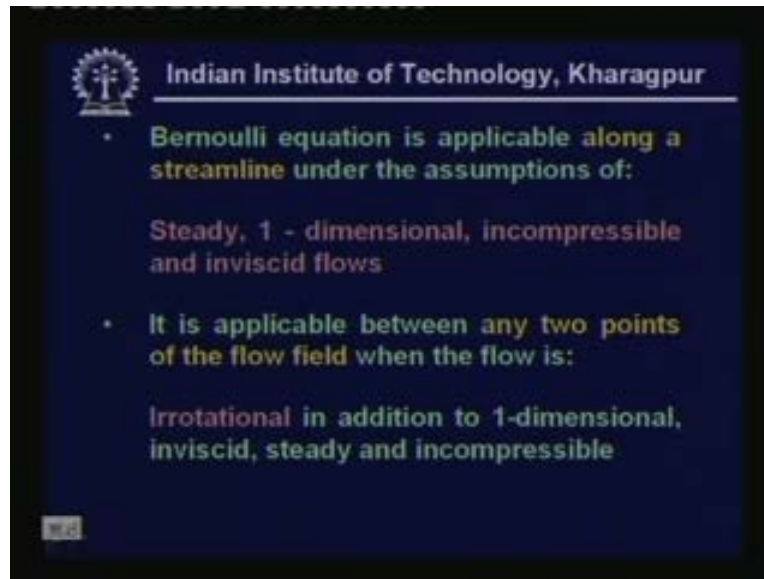 Indian Institute of Technology, Kharagpur
• Bernoulli equation is applicable along a
streamline under the assumptions of:
Steady, 1 - dimensional, incompressible
and inviscid flows
• It is applicable between any two points
of the flow field when the flow is:
Irrotational in addition to 1-dimensional,
inviscid, steady and incompressible